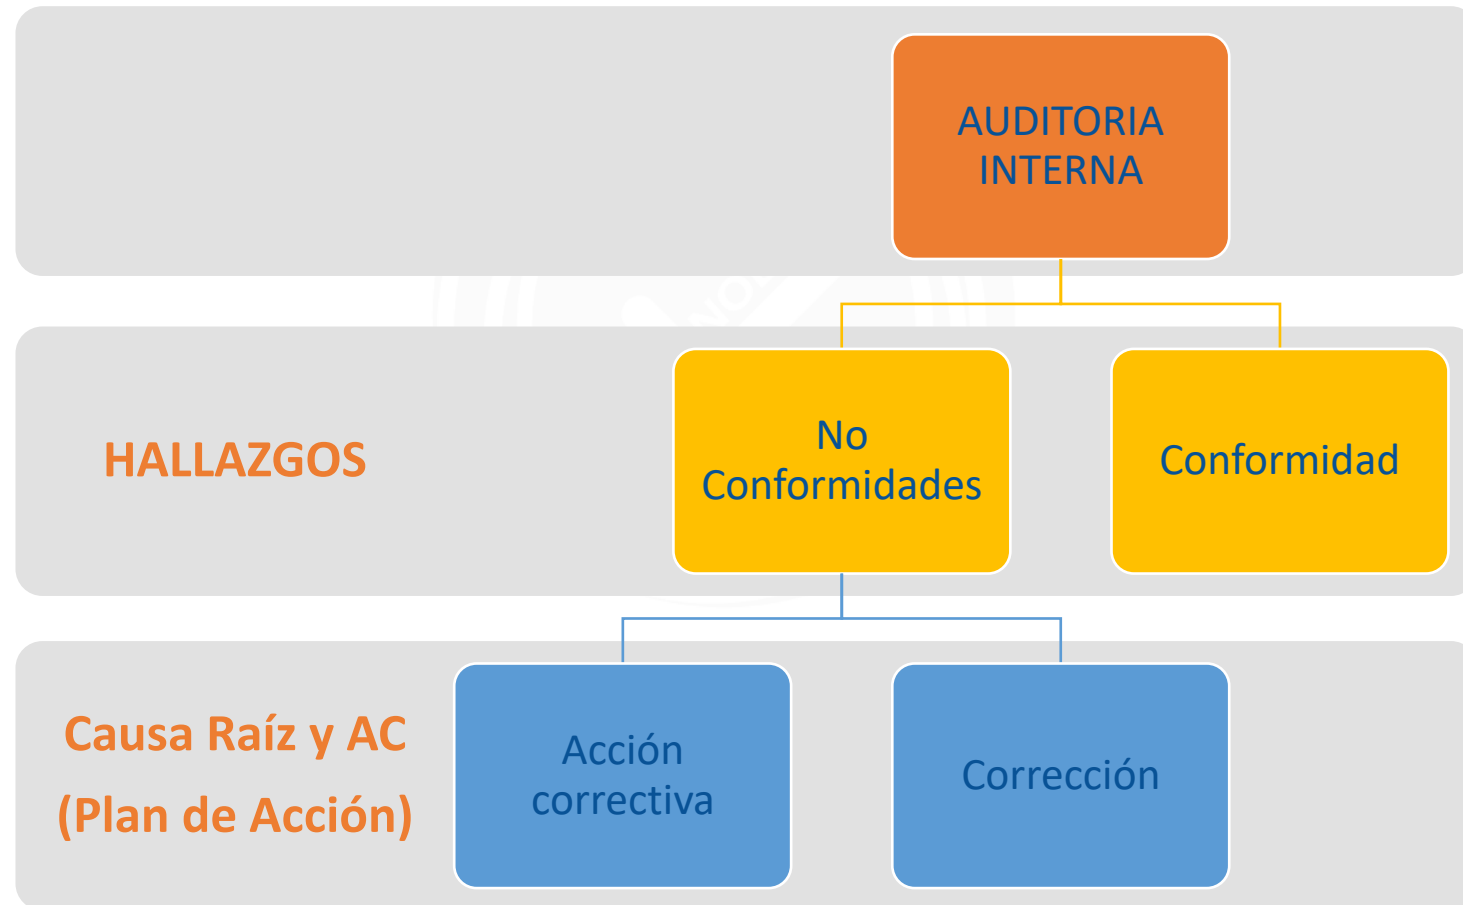 AUDITORIA
INTERNA
HALLAZGOS
No
Conformidades
Conformidad
Causa Raíz y AC
(Plan de Acción)
Acción
correctiva
Corrección